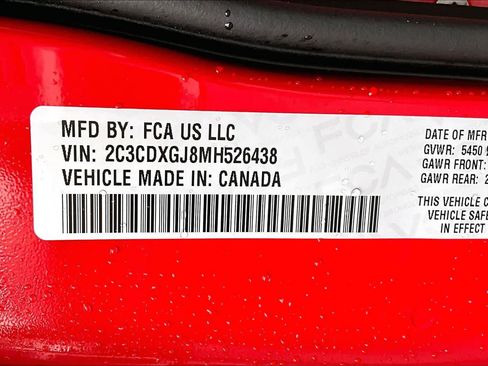 MFD BY: FCA US LLC
VIN: 2C3CDXGJ8MH526438
VEHICLE MADE IN: CANADA
DATE OF MFR
GVWR: 5450
GAWR FRONT:
GAWR REAR: 2
THIS VEHICLE C
VEHICLE SAFE
IN EFFECT